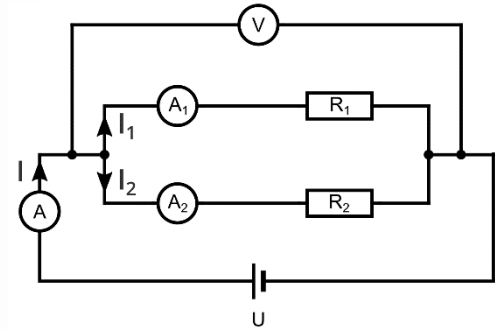 V
A₁
R₁
I₁
I
I₂
A
A₂
R₂
U